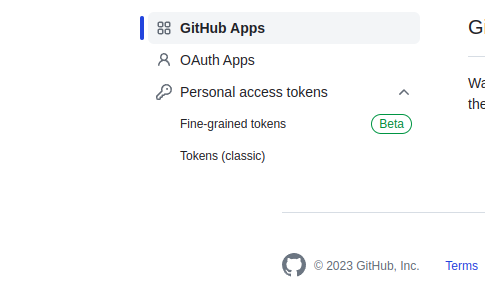 GitHub Apps
OAuth Apps
Personal access tokens
Fine-grained tokens Beta
Tokens (classic)
© 2023 GitHub, Inc. Terms